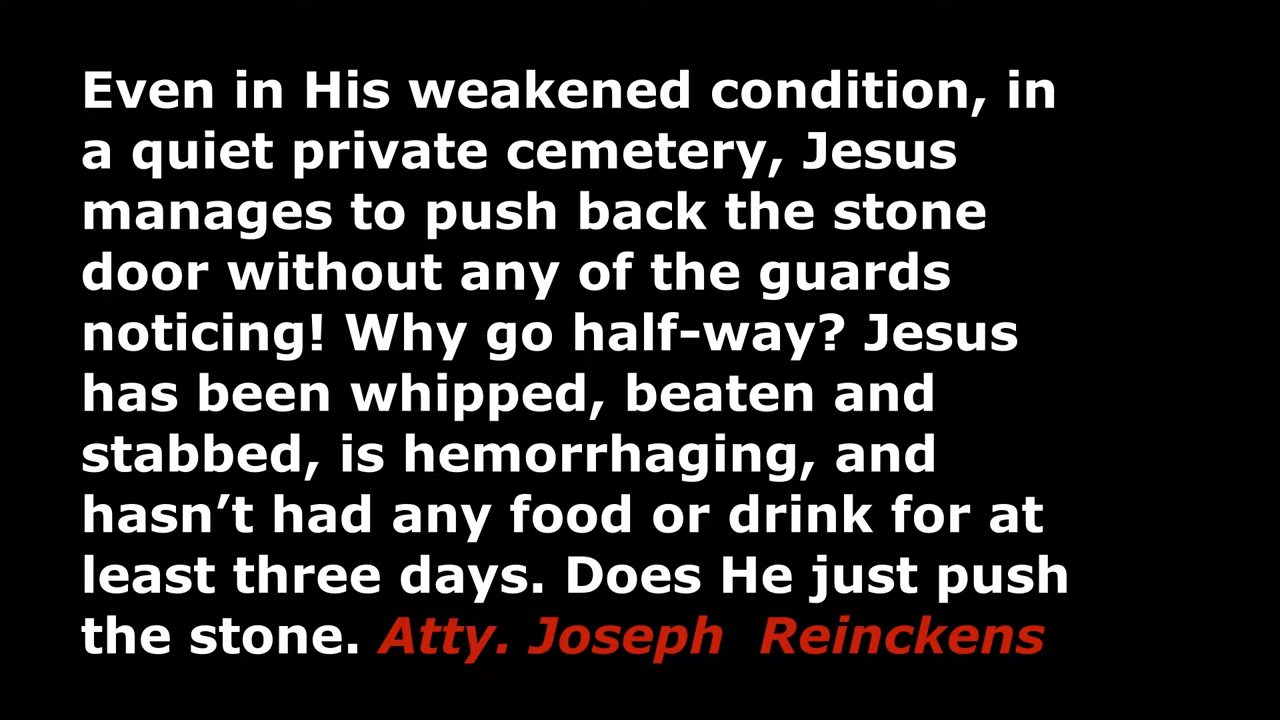 Even in His weakened condition, in
a quiet private cemetery, Jesus
manages to push back the stone
door without any of the guards
noticing! Why go half-way? Jesus
has been whipped, beaten and
stabbed, is hemorrhaging, and
hasn’t had any food or drink for at
least three days. Does He just push
the stone. Atty. Joseph  Reinckens